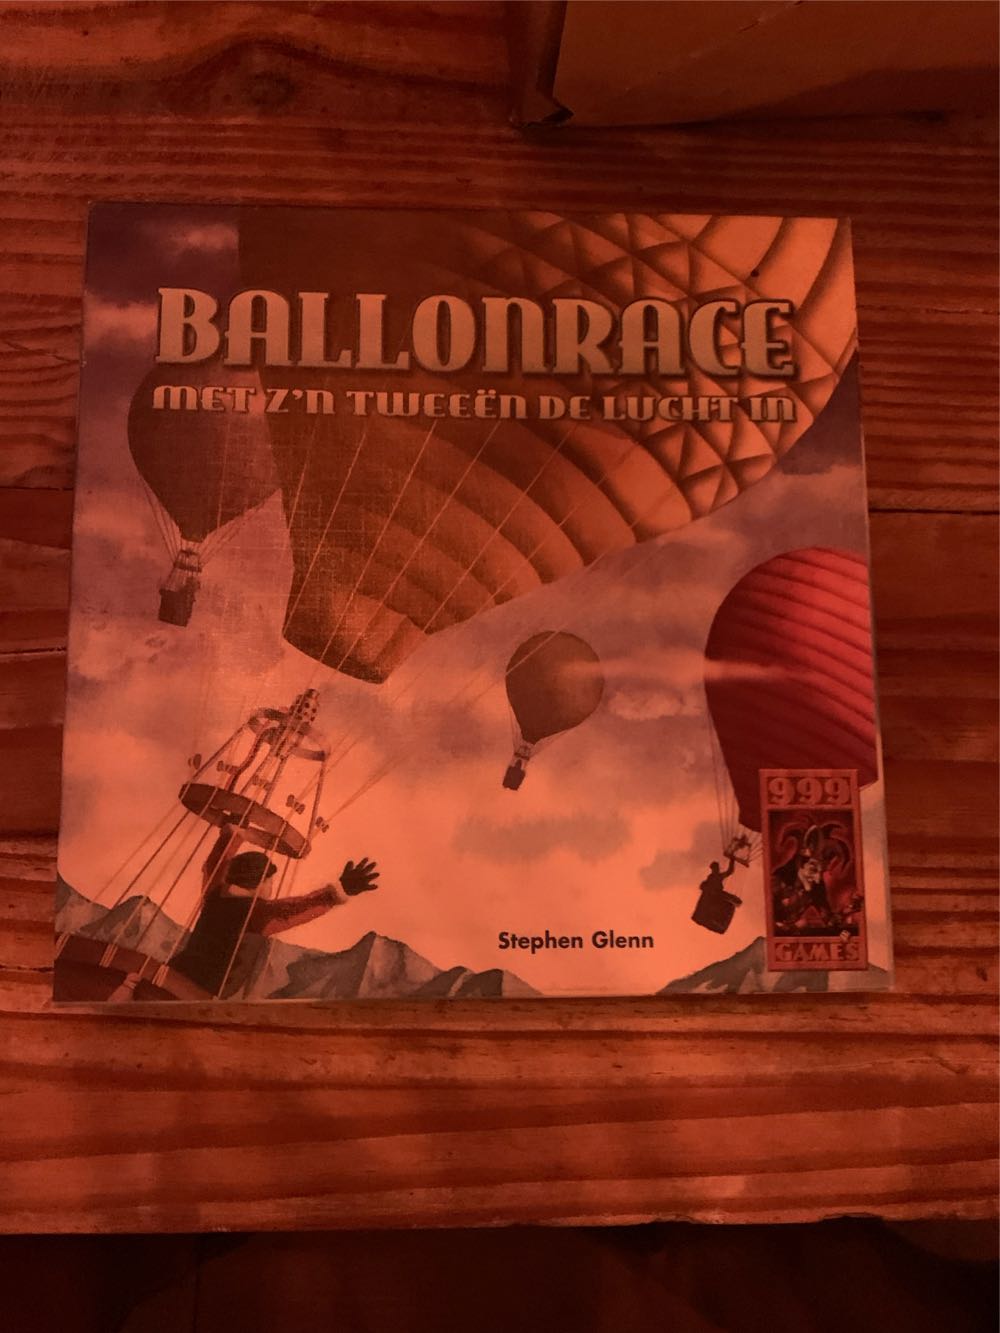 BALLONRACE
MET Z'N TWEEËN DE LUCHT IN
Stephen Glenn
999
GAMES